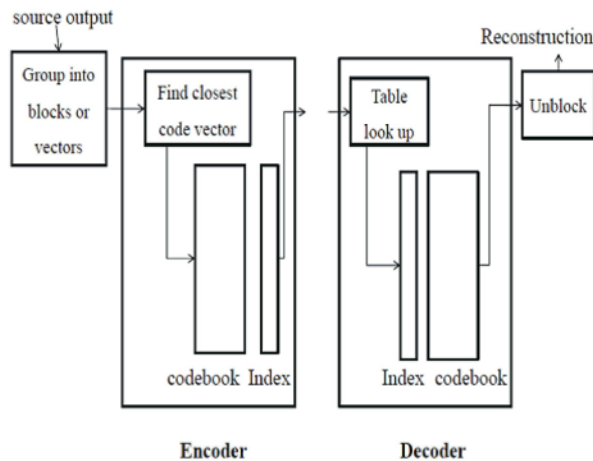 source output
Group into
blocks or
vectors
Find closest
code vector
codebook
Index
Encoder
Table
look up
Index
codebook
Decoder
Reconstruction
Unblock